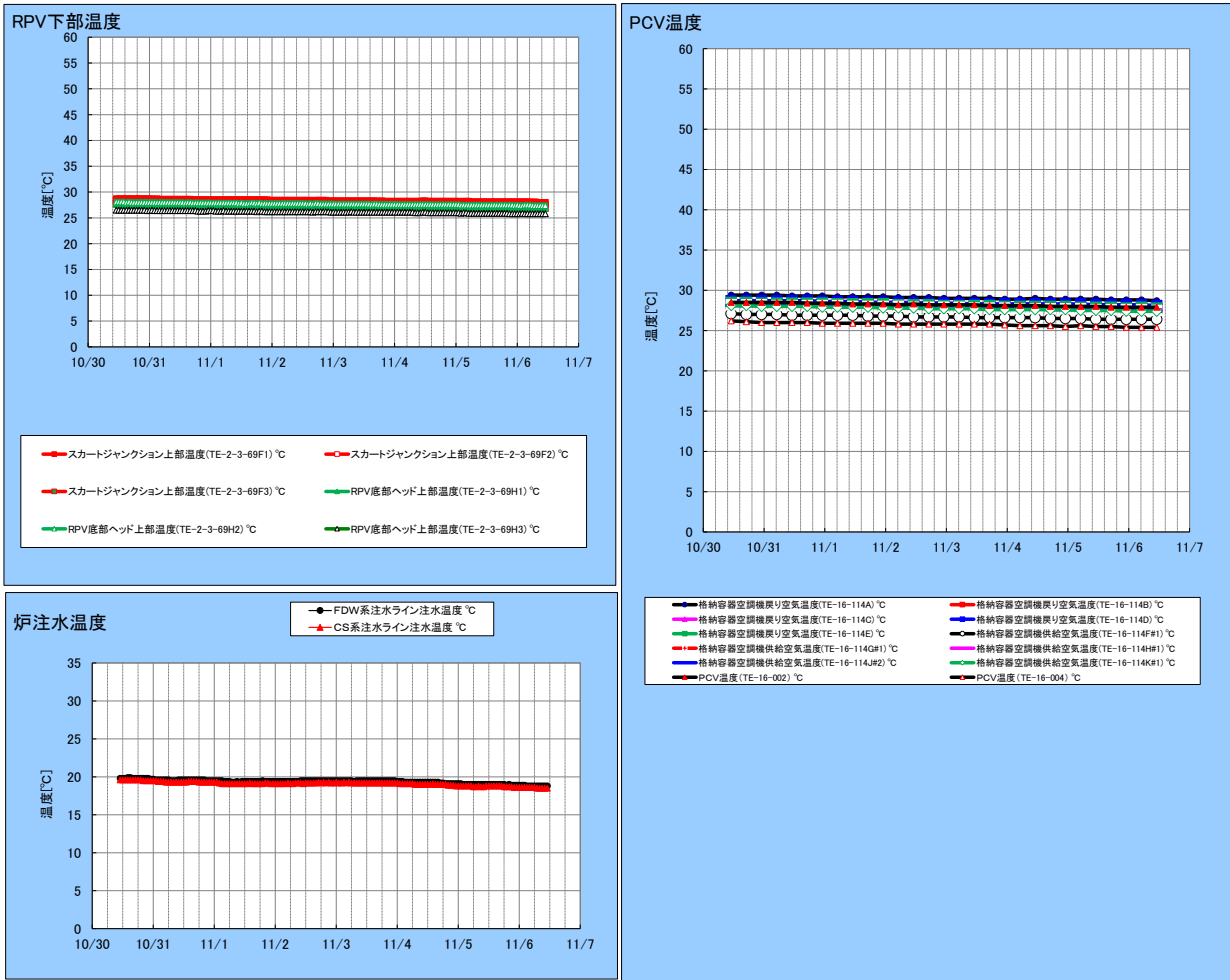 RPV下部温度
60
55
50
45
40
35
30
25
20
15
10
5
0
温度[℃]
10/30 10/31 11/1 11/2 11/3 11/4 11/5 11/6 11/7
スカートジャンクション上部温度(TE-2-3-69F1) ℃ スカートジャンクション上部温度(TE-2-3-69F2) ℃
スカートジャンクション上部温度(TE-2-3-69F3) ℃ RPV底部ヘッド上部温度(TE-2-3-69H1) ℃
RPV底部ヘッド上部温度(TE-2-3-69H2) ℃ RPV底部ヘッド上部温度(TE-2-3-69H3) ℃
炉注水温度
FDW系注水ライン注水温度 ℃
CS系注水ライン注水温度 ℃
35
30
25
20
15
10
5
0
温度[℃]
10/30 10/31 11/1 11/2 11/3 11/4 11/5 11/6 11/7
PCV温度
60
55
50
45
40
35
30
25
20
15
10
5
0
温度[℃]
10/30 10/31 11/1 11/2 11/3 11/4 11/5 11/6 11/7
格納容器空調機戻り空気温度(TE-16-114A) ℃ 格納容器空調機戻り空気温度(TE-16-114B) ℃
格納容器空調機戻り空気温度(TE-16-114C) ℃ 格納容器空調機戻り空気温度(TE-16-114D) ℃
格納容器空調機戻り空気温度(TE-16-114E) ℃ 格納容器空調機供給空気温度(TE-16-114F#1) ℃
格納容器空調機供給空気温度(TE-16-114G#1) ℃ 格納容器空調機供給空気温度(TE-16-114H#1) ℃
格納容器空調機供給空気温度(TE-16-114J#2) ℃ 格納容器空調機供給空気温度(TE-16-114K#1) ℃
PCV温度(TE-16-002) ℃ PCV温度(TE-16-004) ℃